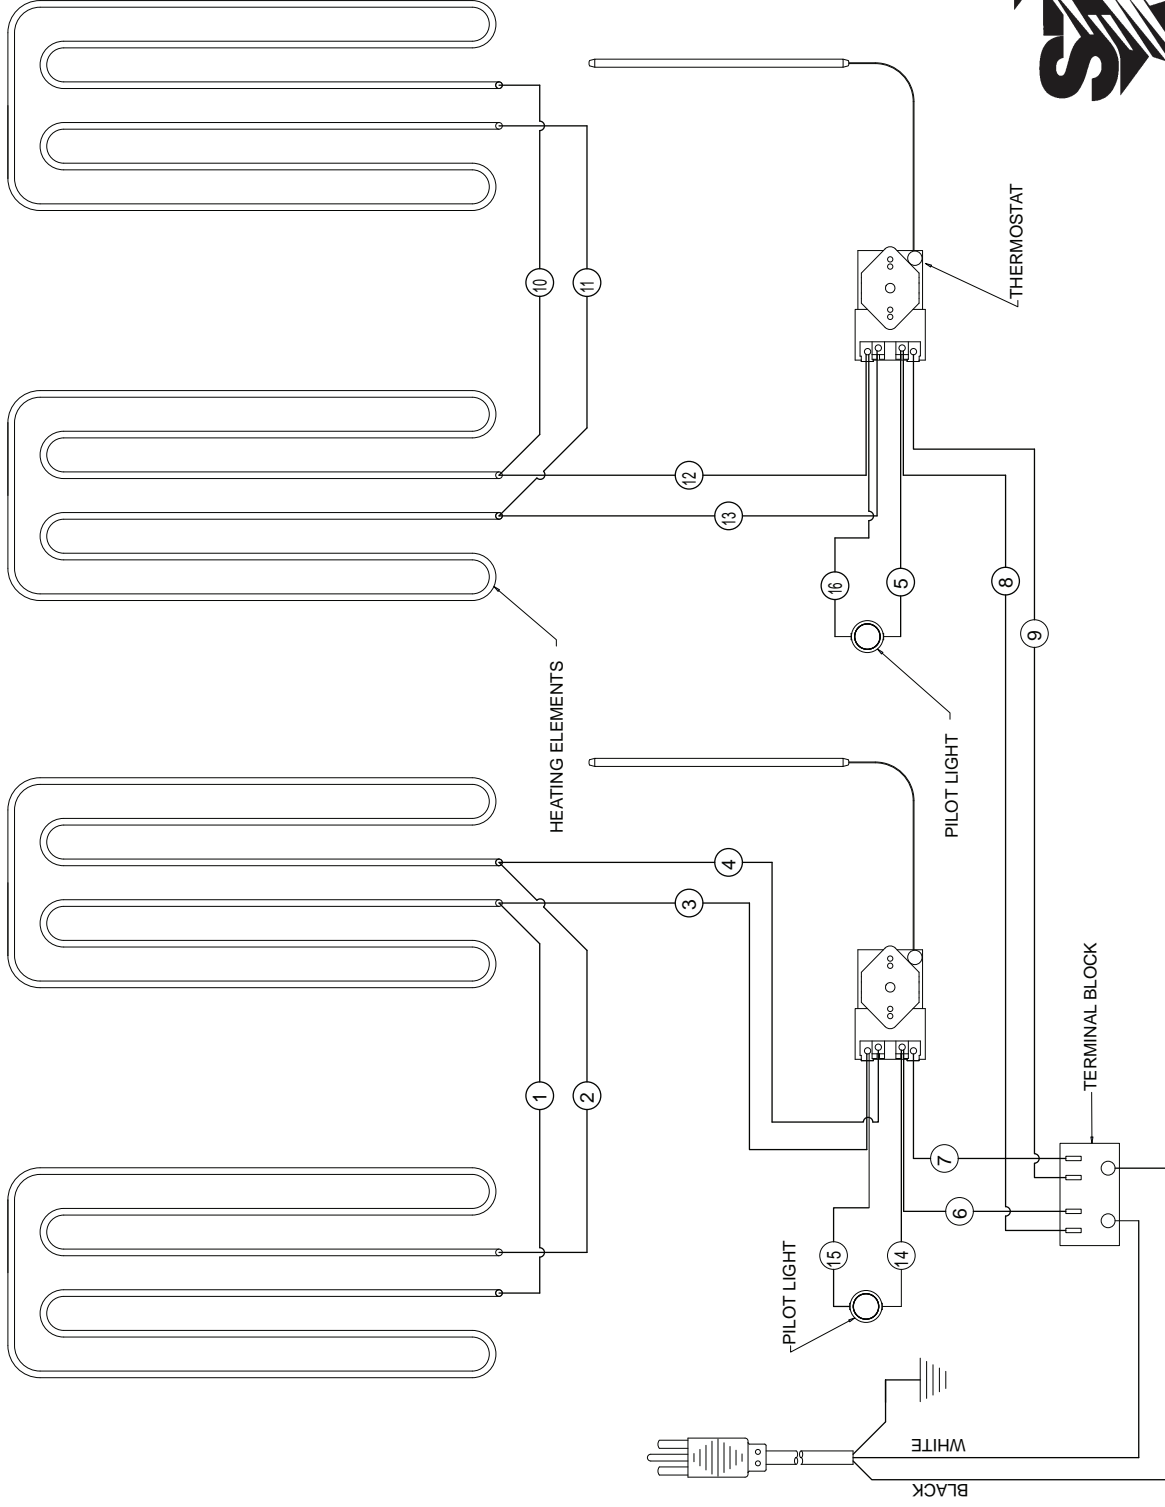 10
11
THERMOSTAT
12
13
16
5
8
9
HEATING ELEMENTS
PILOT LIGHT
4
3
1
2
TERMINAL BLOCK
7
6
15
14
PILOT LIGHT
WHITE
BLACK